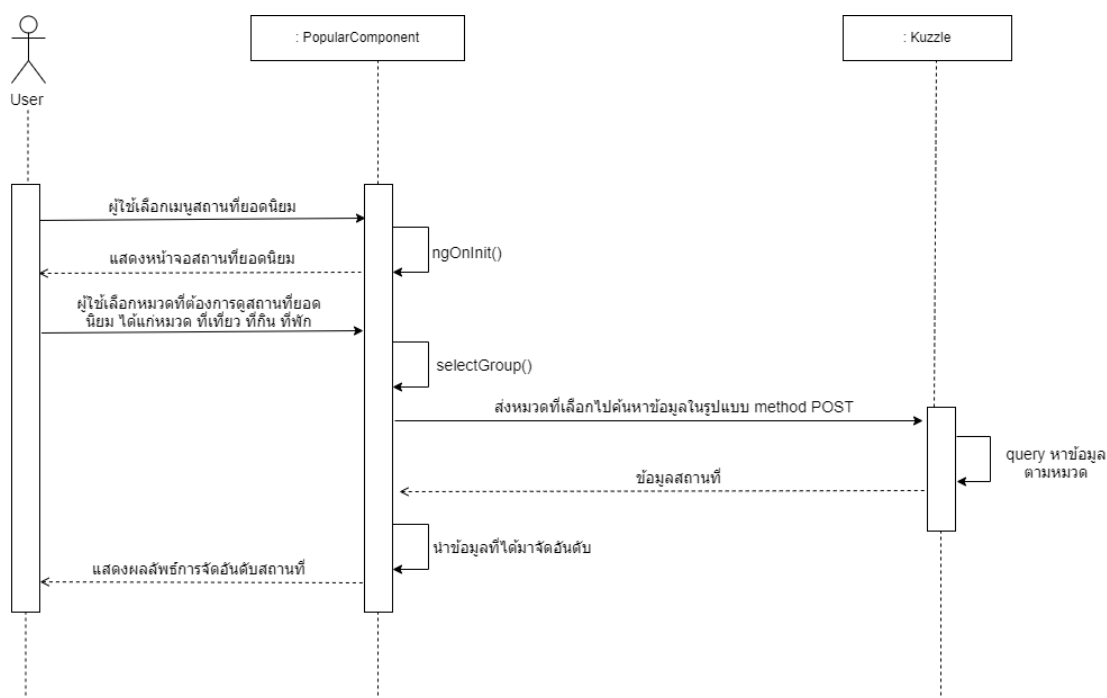 : PopularComponent
: Kuzzle
User
ผู้ใช้เลือกเมนูสถานที่ยอดนิยม
ngOnInit()
แสดงหน้าจอสถานที่ยอดนิยม
ผู้ใช้เลือกหมวดที่ต้องการดูสถานที่ยอด
นิยม ได้แก่หมวด ที่เที่ยว ที่กิน ที่พัก
selectGroup()
ส่งหมวดที่เลือกไปค้นหาข้อมูลในรูปแบบ method POST
query หาข้อมูล
ตามหมวด
ข้อมูลสถานที่
นำข้อมูลที่ได้มาจัดอันดับ
แสดงผลลัพธ์การจัดอันดับสถานที่